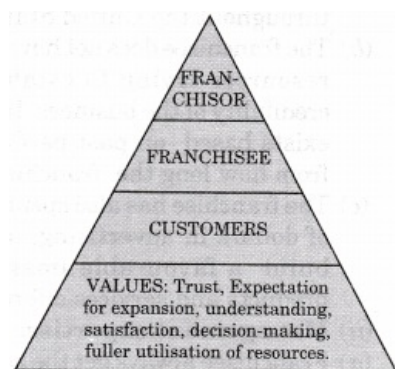 FRAN-
CHISOR
FRANCHISEE
CUSTOMERS
VALUES: Trust, Expectation
for expansion, understanding,
satisfaction, decision-making,
fuller utilisation of resources.